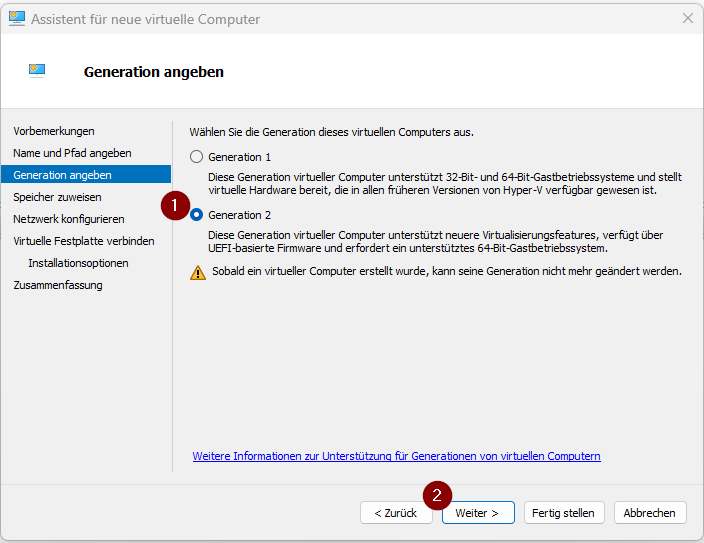 Assistent für neue virtuelle Computer
Generation angeben
Vorbemerkungen
Name und Pfad angeben
Generation angeben
Speicher zuweisen
Netzwerk konfigurieren
Virtuelle Festplatte verbinden
Installationsoptionen
Zusammenfassung
Wählen Sie die Generation dieses virtuellen Computers aus.
Generation 1
Diese Generation virtueller Computer unterstützt 32-Bit- und 64-Bit-Gastbetriebssysteme und stellt
virtuelle Hardware bereit, die in allen früheren Versionen von Hyper-V verfügbar gewesen ist.
1
Generation 2
Diese Generation virtueller Computer unterstützt neuere Virtualisierungsfeatures, verfügt über
UEFI-basierte Firmware und erfordert ein unterstütztes 64-Bit-Gastbetriebssystem.
Sobald ein virtueller Computer erstellt wurde, kann seine Generation nicht mehr geändert werden.
Weitere Informationen zur Unterstützung für Generationen von virtuellen Computern
2
< Zurück
Weiter >
Fertig stellen
Abbrechen